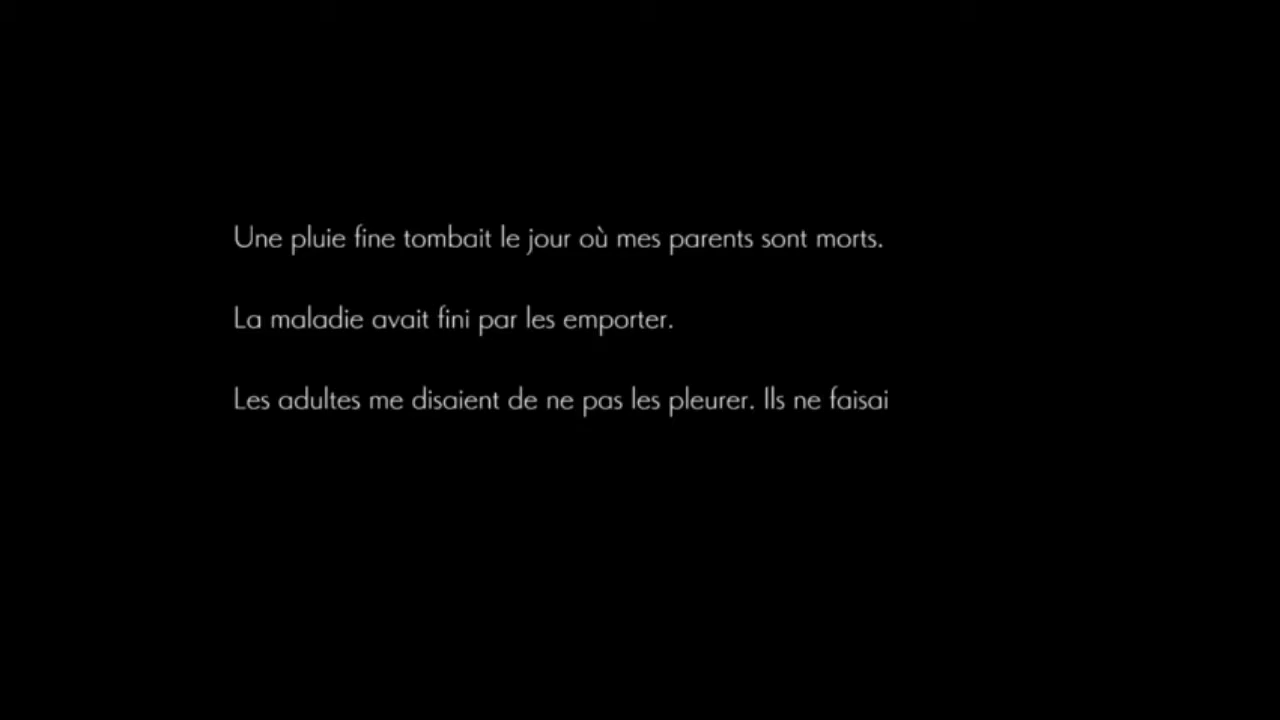 Une pluie fine tombait le jour où mes parents sont morts.
La maladie avait fini par les emporter.
Les adultes me disaient de ne pas les pleurer. Ils ne faisai